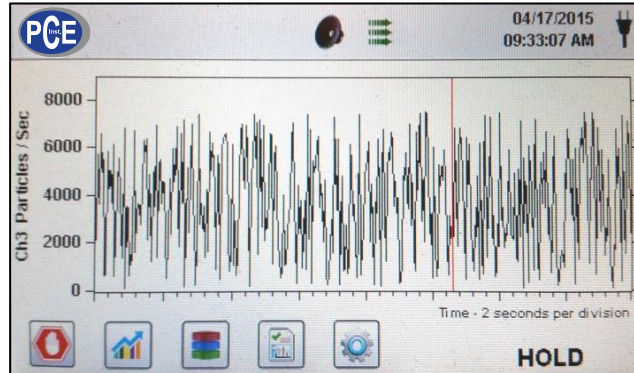 PCE
Inst.
04/17/2015
09:33:07 AM
Ch3 Particles / Sec
8000
6000
4000
2000
0
Time - 2 seconds per division
HOLD